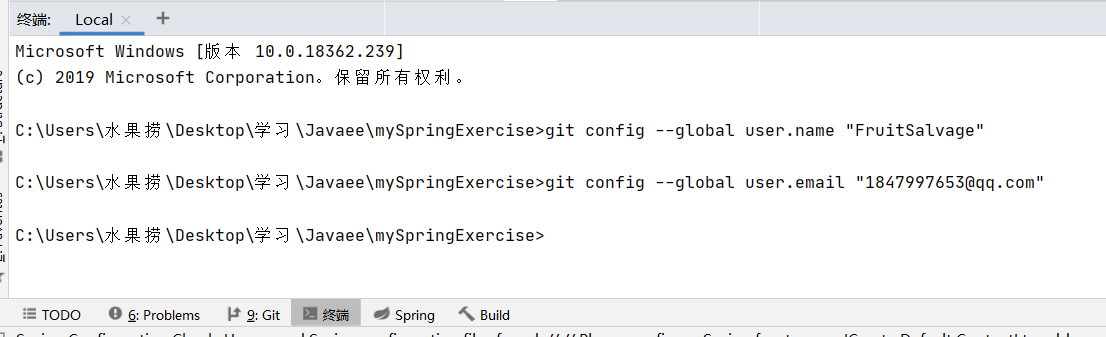 终端: Local × +
Microsoft Windows [版本 10.0.18362.239]
(c) 2019 Microsoft Corporation。保留所有权利。
C:\Users\水果捞\Desktop\学习\Javaee\mySpringExercise>git config --global user.name "FruitSalvage"
C:\Users\水果捞\Desktop\学习\Javaee\mySpringExercise>git config --global user.email "1847997653@qq.com"
C:\Users\水果捞\Desktop\学习\Javaee\mySpringExercise>
TODO 6: Problems 9: Git 终端 Spring Build